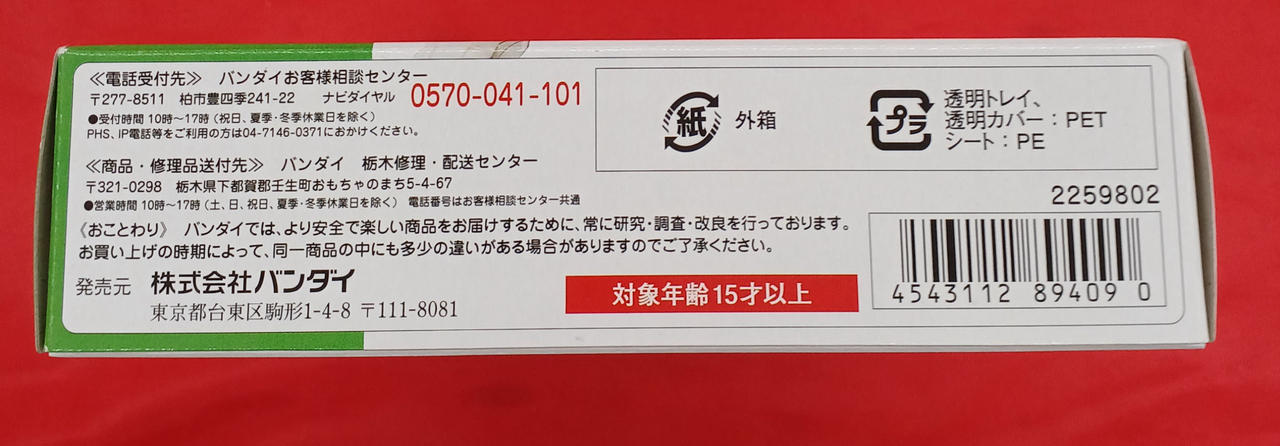 ≪電話受付先≫ バンダイお客様相談センター
〒277-8511 柏市豊四季241-22 ナビダイヤル 0570-041-101
●受付時間 10時〜17時(祝日、夏季・冬季休業日を除く)
PHS、IP電話等をご利用の方は04-7146-0371におかけください。
≪商品・修理品送付先≫ バンダイ 栃木修理・配送センター
〒321-0298 栃木県下都賀郡壬生町おもちゃのまち5-4-67
●営業時間 10時〜17時(土、日、祝日、夏季・冬季休業日を除く) 電話番号はお客様相談センター共通
《おことわり》 バンダイでは、より安全で楽しい商品をお届けするために、常に研究・調査・改良を行っております。
お買い上げの時期によって、同一商品の中にも多少の違いがある場合がありますのでご了承ください。
発売元 株式会社バンダイ
東京都台東区駒形1-4-8 〒111-8081
紙 外箱
プラ
透明トレイ、
透明カバー：PET
シート：PE
2259802
対象年齢15才以上
4543112 89409 0